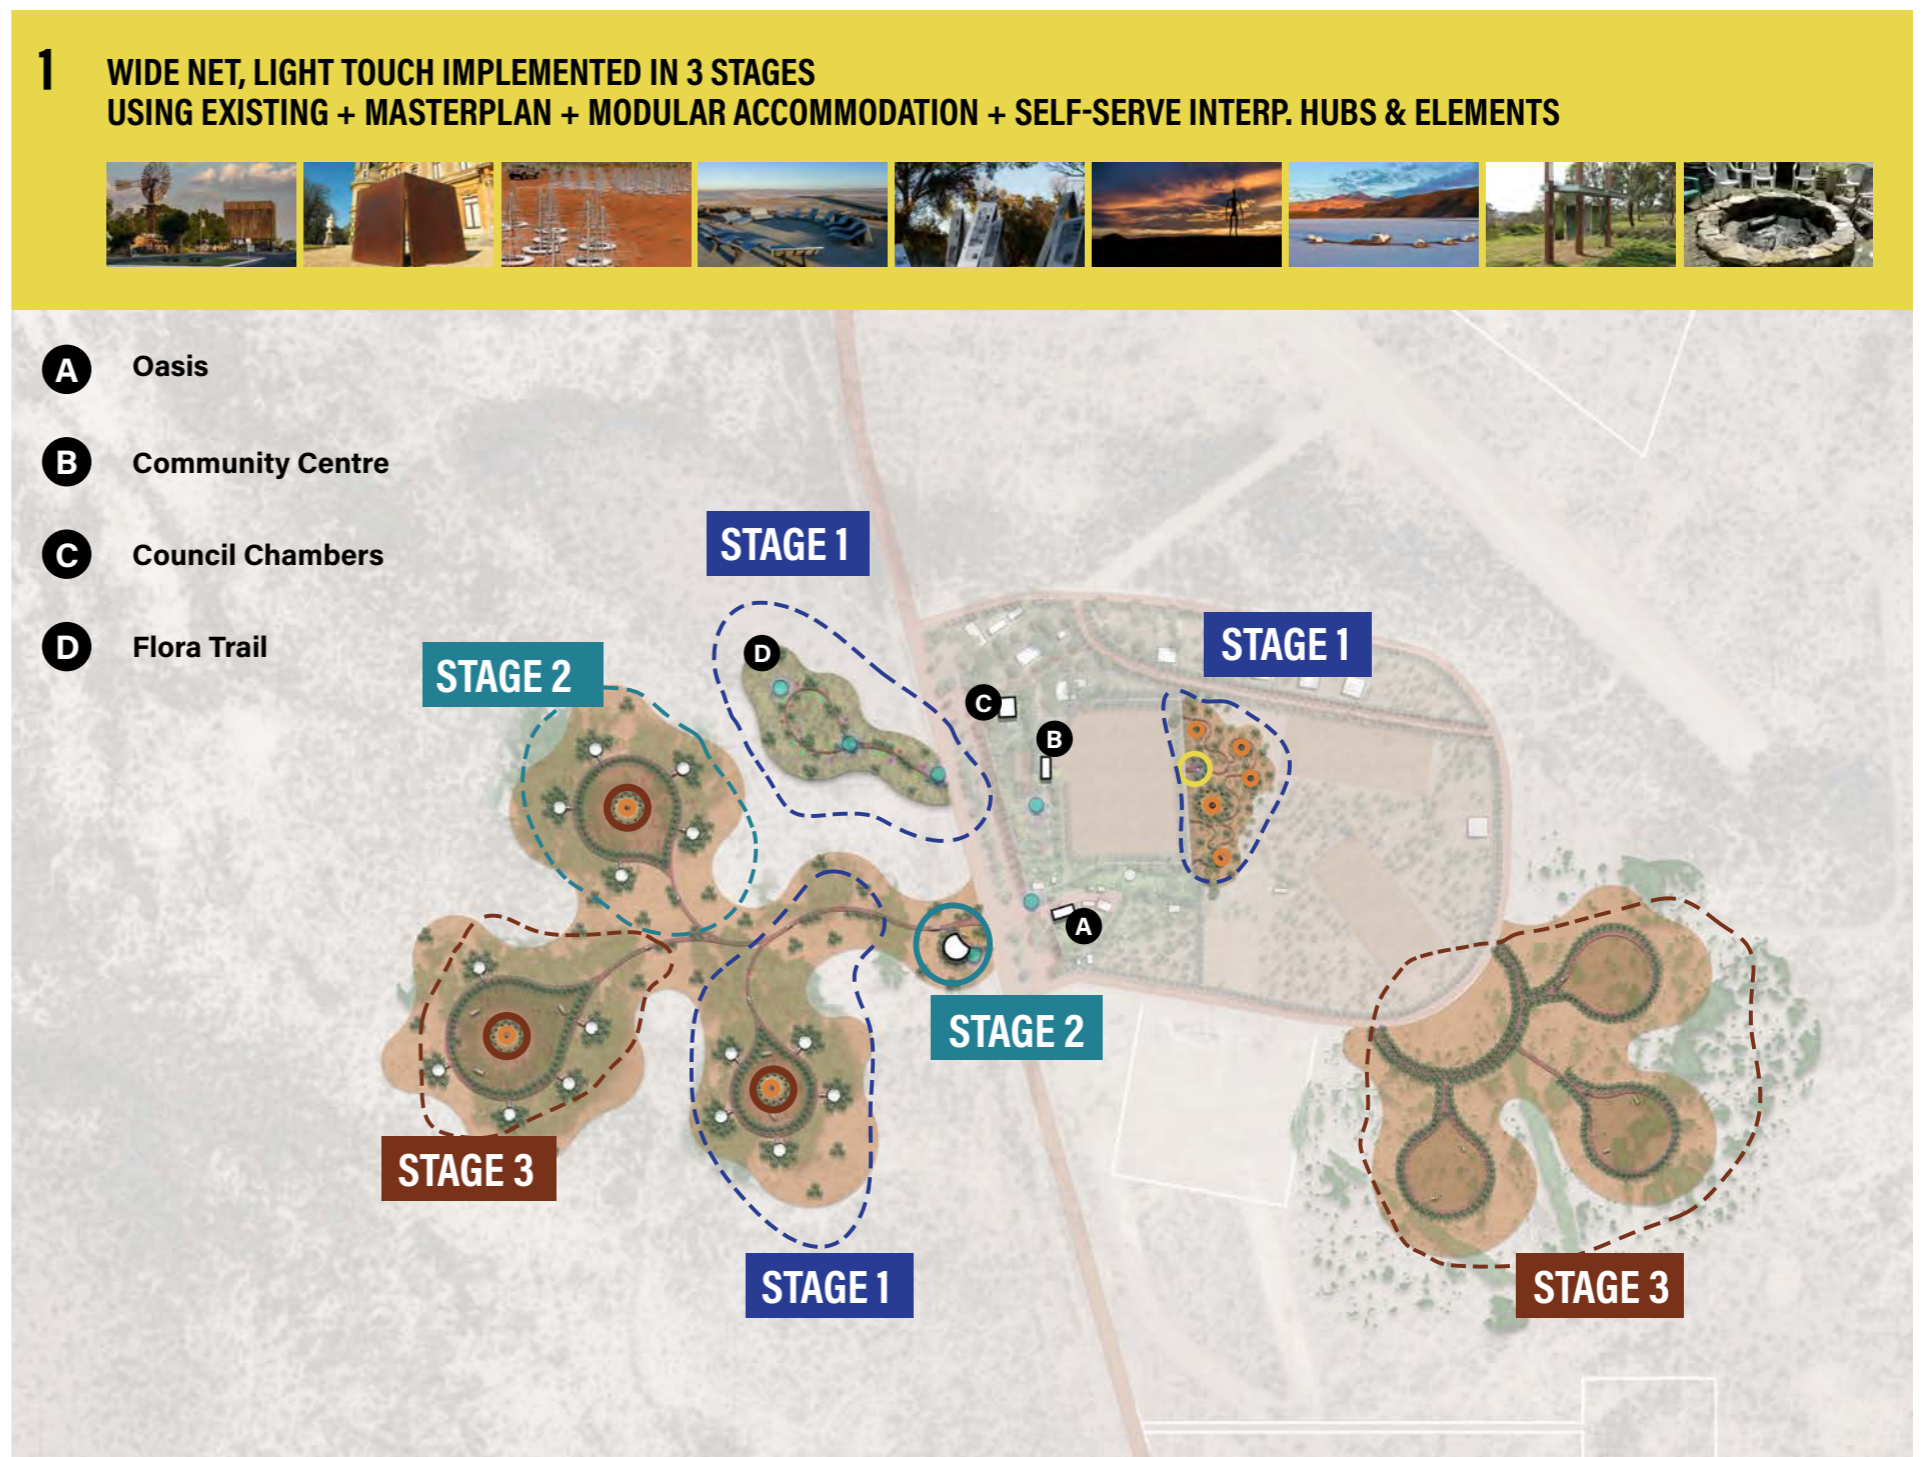 1
WIDE NET, LIGHT TOUCH IMPLEMENTED IN 3 STAGES
USING EXISTING + MASTERPLAN + MODULAR ACCOMMODATION + SELF-SERVE INTERP. HUBS & ELEMENTS
A Oasis
B Community Centre
C Council Chambers
D Flora Trail
STAGE 1
STAGE 1
STAGE 2
D
C
B
A
STAGE 2
STAGE 3
STAGE 1
STAGE 3